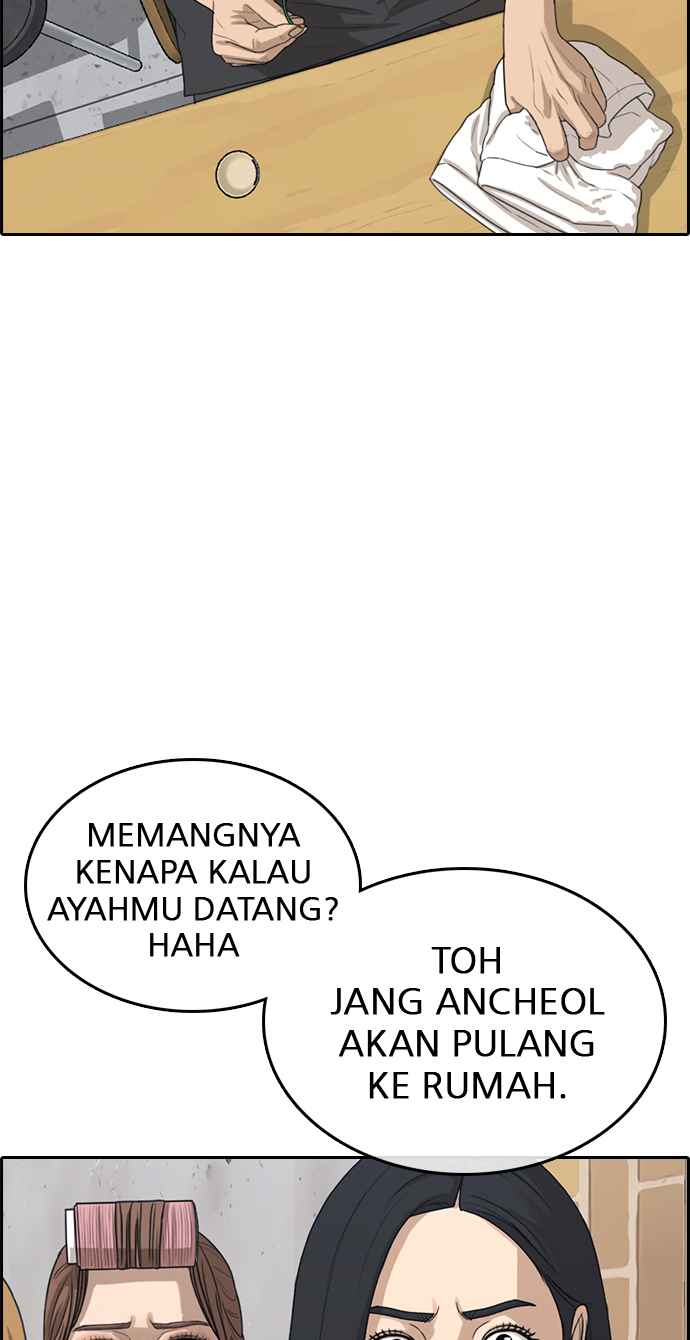 MEMANGNYA
KENAPA KALAU
AYAHMU DATANG?
HAHA
TOH
JANG ANCHEOL
AKAN PULANG
KE RUMAH.